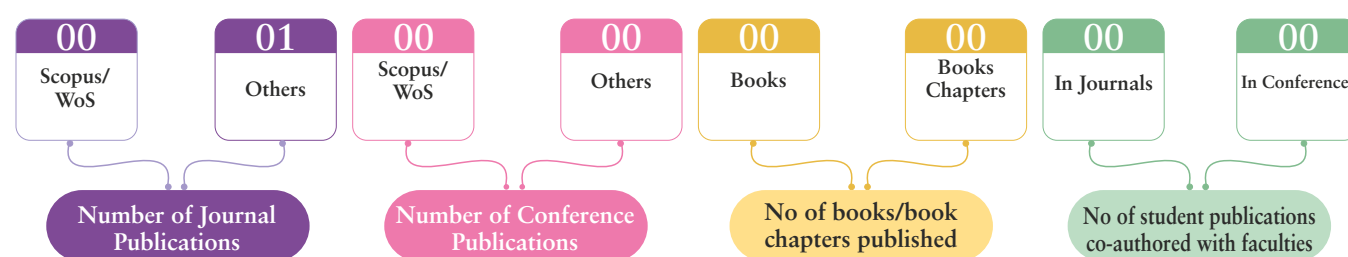 00
Scopus/
WoS
01
Others
Number of Journal
Publications
00
Scopus/
WoS
00
Others
Number of Conference
Publications
00
Books
00
Books
Chapters
No of books/book
chapters published
00
In Journals
00
In Conference
No of student publications
co-authored with faculties